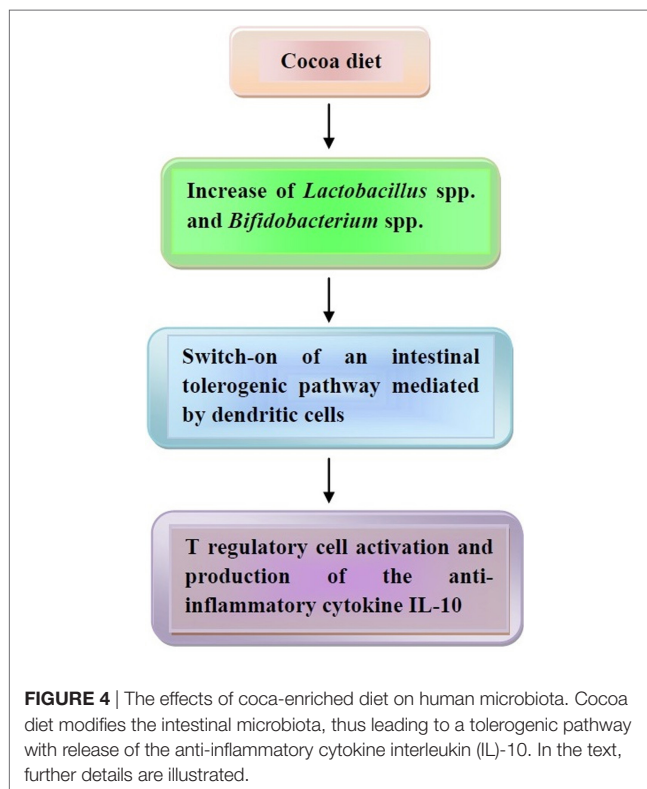 Cocoa diet
Increase of Lactobacillus spp.
and Bifidobacterium spp.
Switch-on of an intestinal
tolerogenic pathway mediated
by dendritic cells
T regulatory cell activation and
production of the anti-
inflammatory cytokine IL-10
FIGURE 4 | The effects of coca-enriched diet on human microbiota. Cocoa
diet modifies the intestinal microbiota, thus leading to a tolerogenic pathway
with release of the anti-inflammatory cytokine interleukin (IL)-10. In the text,
further details are illustrated.